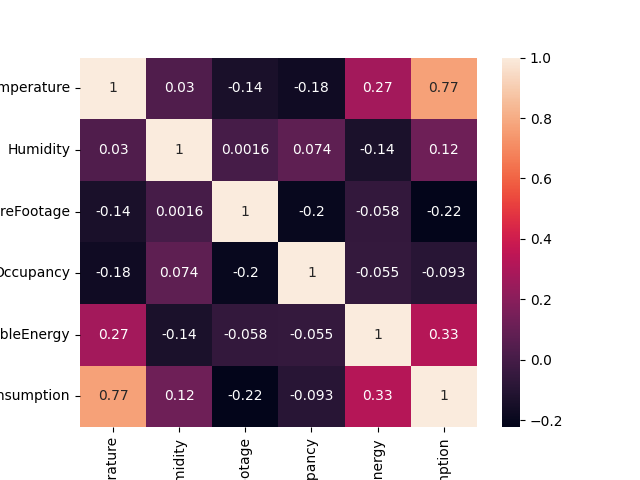 mperature 1 0.03 -0.14 -0.18 0.27 0.77
Humidity 0.03 1 0.0016 0.074 -0.14 0.12
reFootage -0.14 0.0016 1 -0.2 -0.058 -0.22
Occupancy -0.18 0.074 -0.2 1 -0.055 -0.093
bleEnergy 0.27 -0.14 -0.058 -0.055 1 0.33
nsumption 0.77 0.12 -0.22 -0.093 0.33 1
rature
midity
otage
pancy
nergy
mption
1.0
0.8
0.6
0.4
0.2
0.0
−0.2